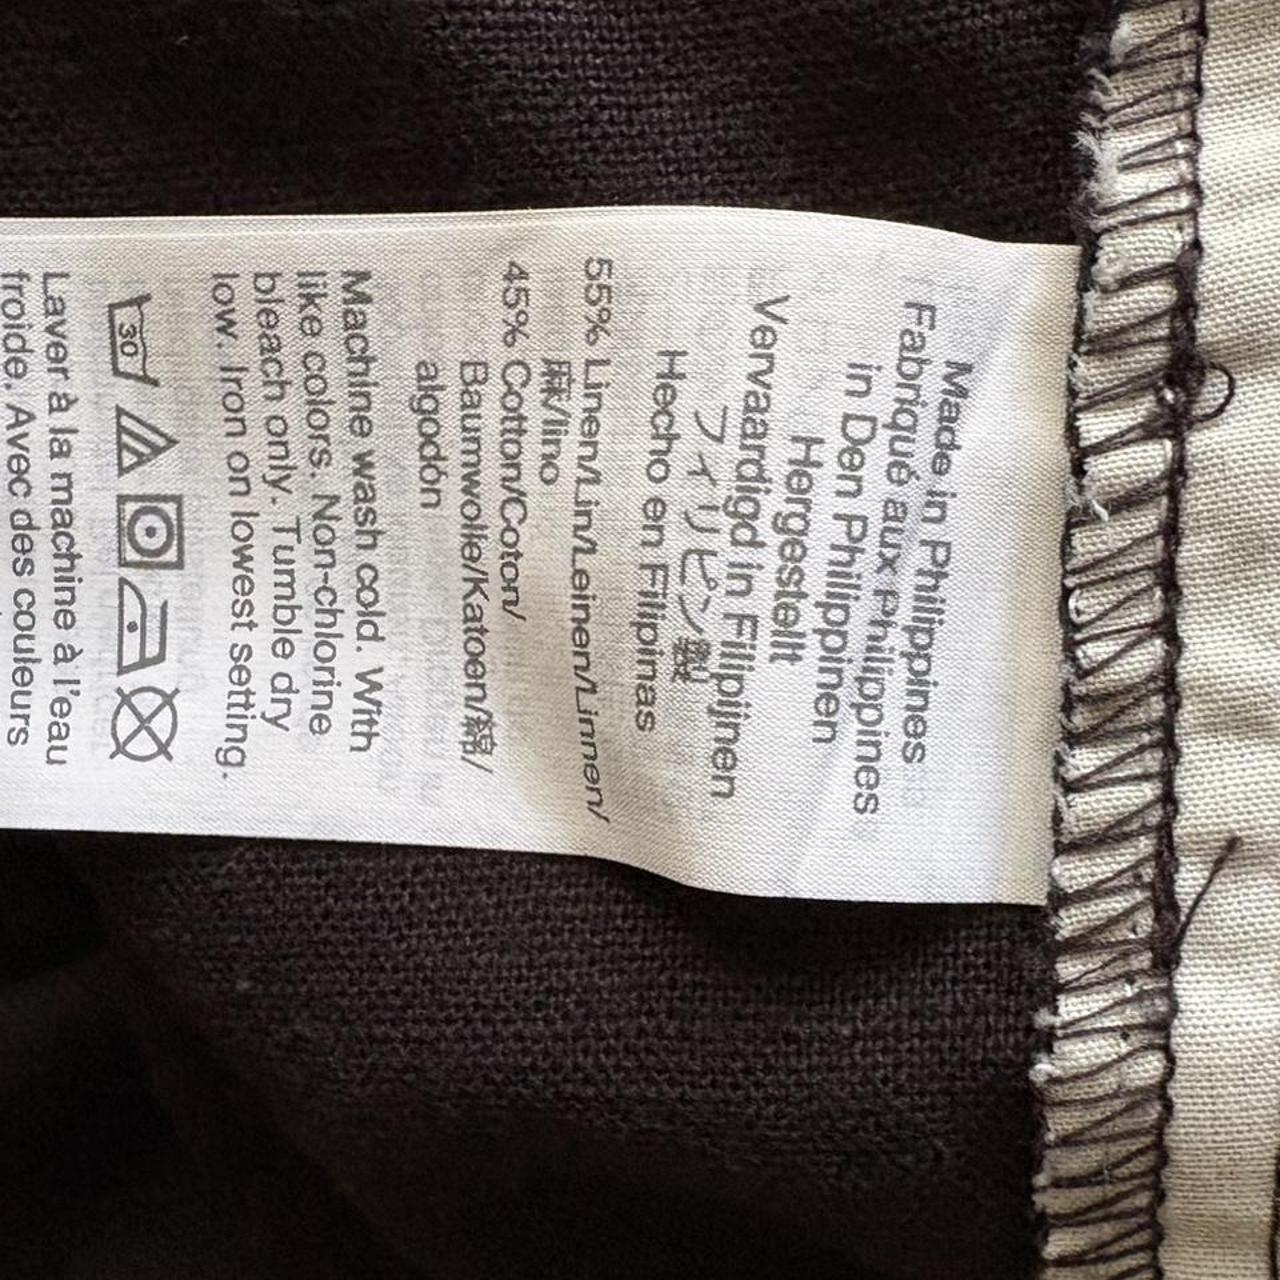 Made in Philippines
Fabriqué aux Philippines
in Den Philippinen
Hergestellt
Vervaardigd in Filipijnen
フィリピン製
Hecho en Filipinas
55% Linen/Lin/Leinen/Linnen/
麻/lino
45% Cotton/Coton/
Baumwolle/Katoen/綿/
algodón
Machine wash cold. With
like colors. Non-chlorine
bleach only. Tumble dry
low. Iron on lowest setting.
30
Laver à la machine à l'eau
froide. Avec des couleurs